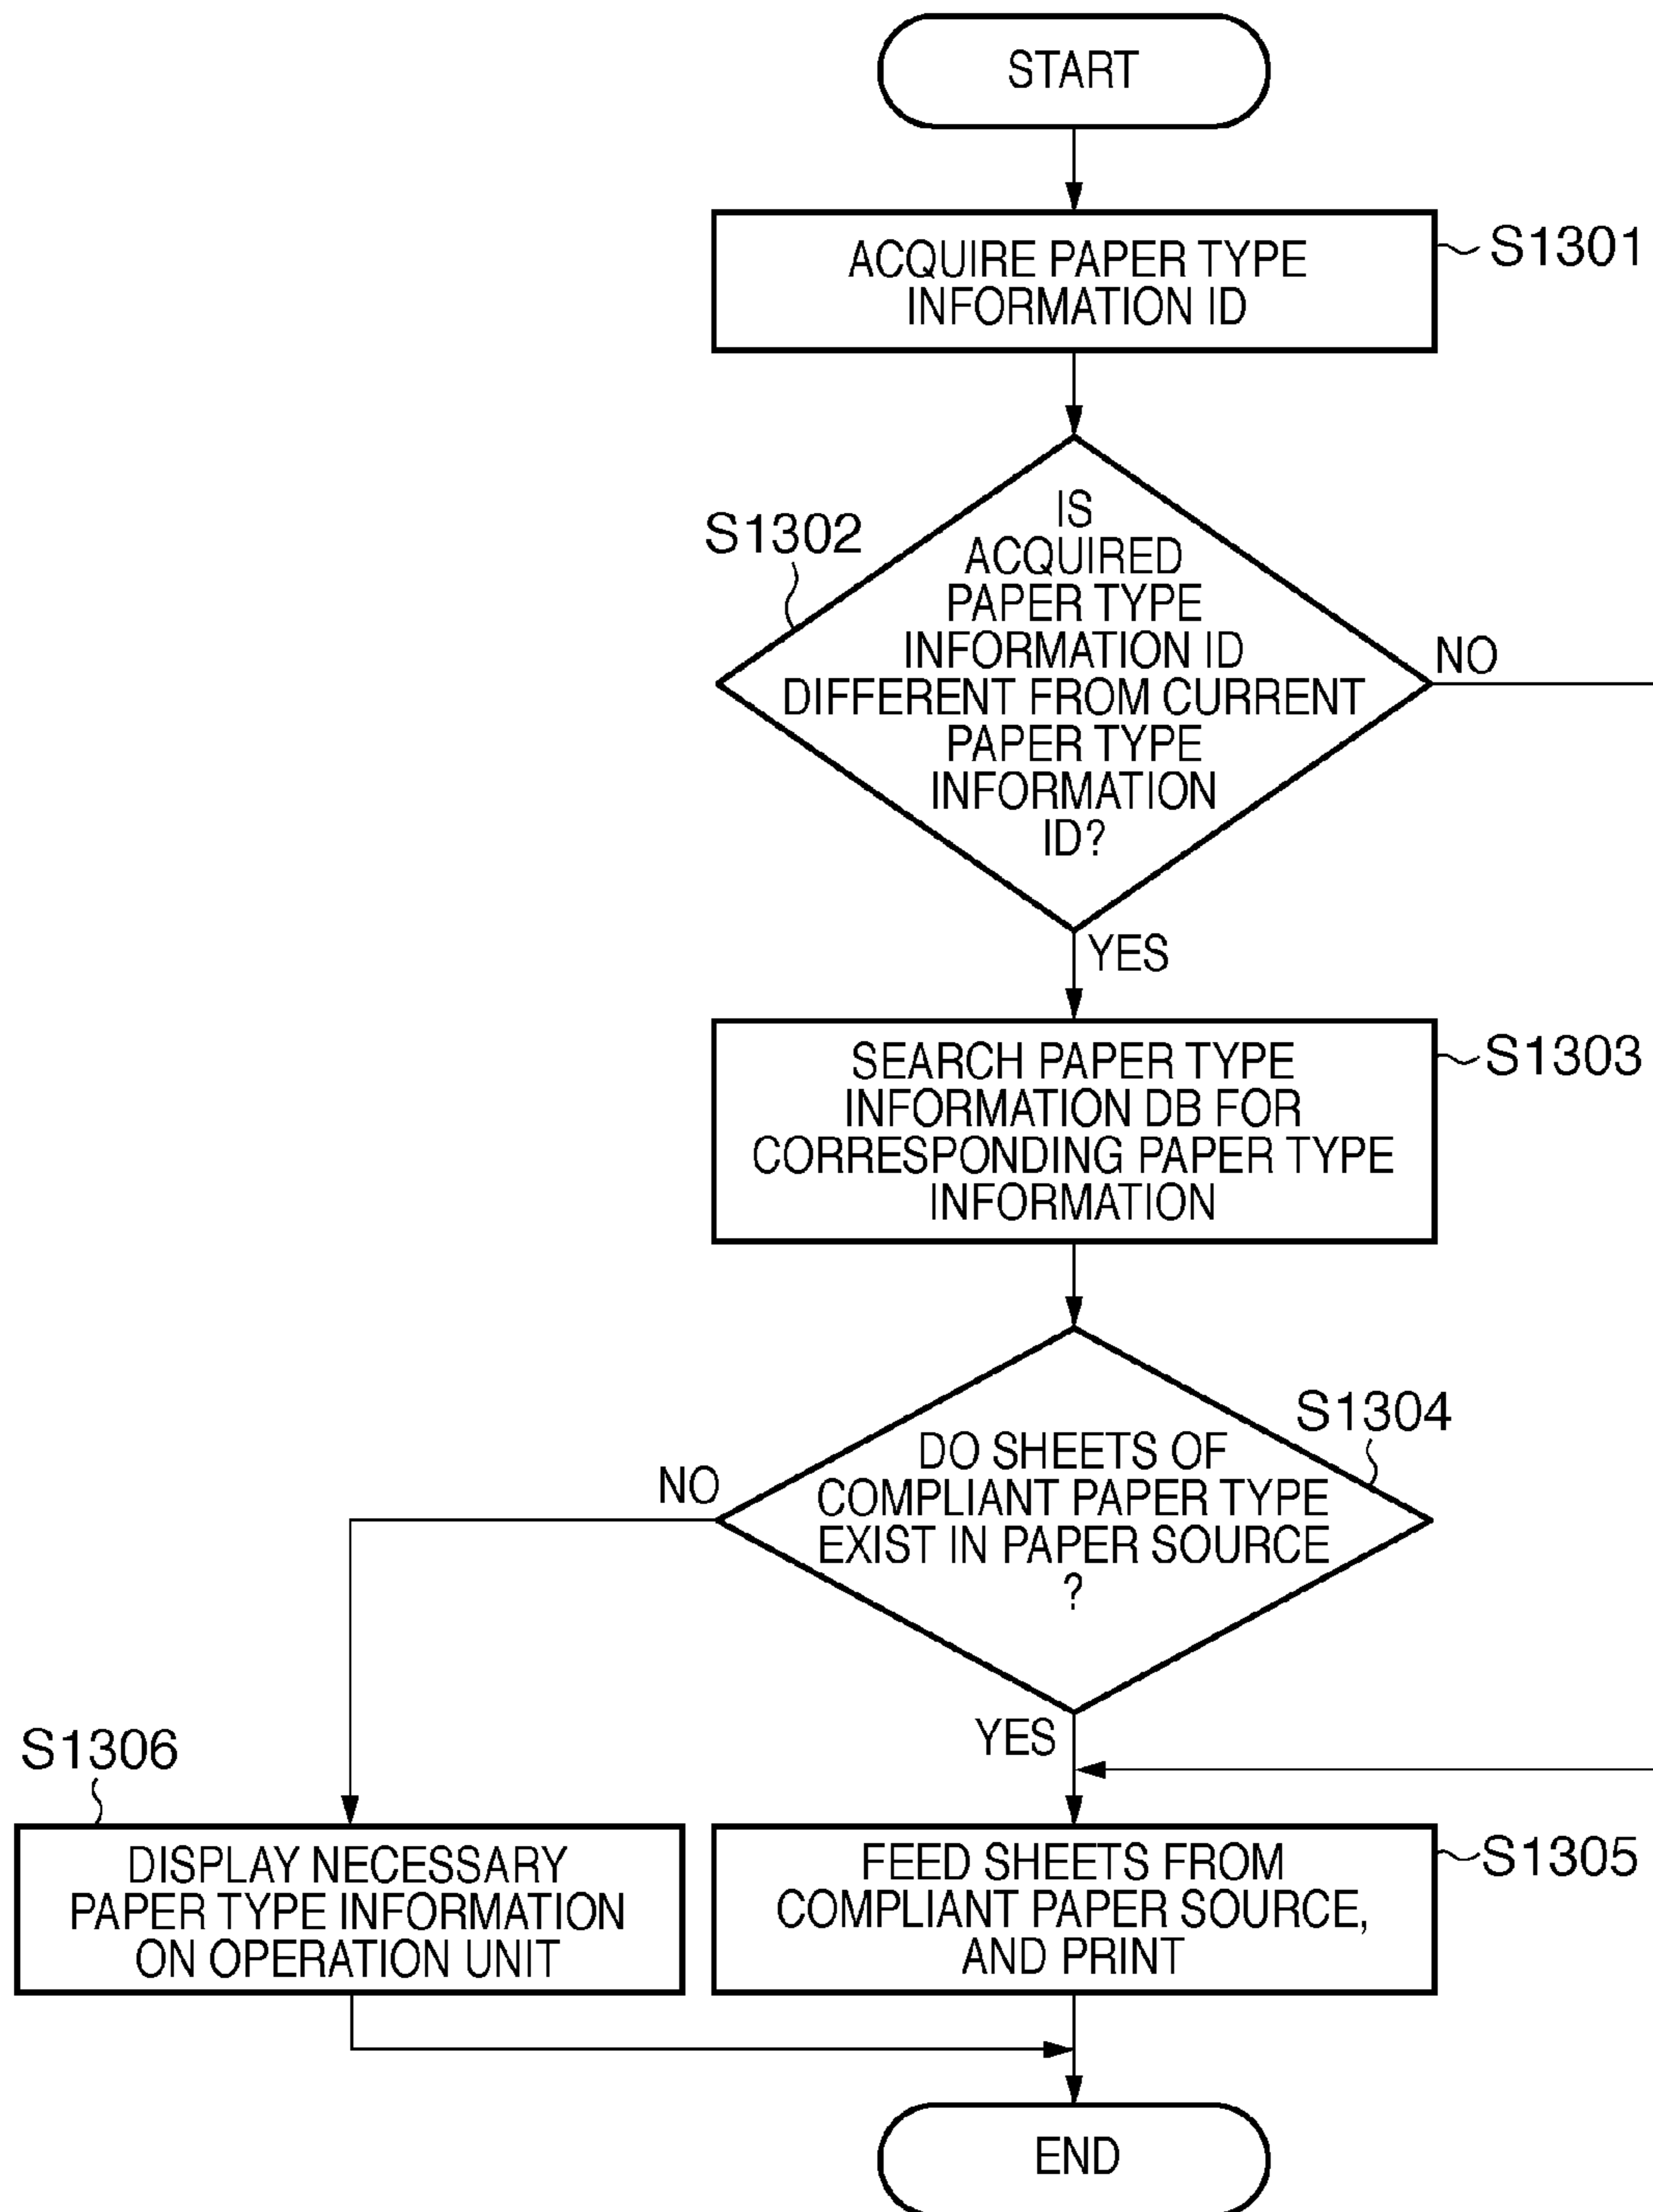 START
ACQUIRE PAPER TYPE
INFORMATION ID
S1301
S1302
IS
ACQUIRED
PAPER TYPE
INFORMATION ID
DIFFERENT FROM CURRENT
PAPER TYPE
INFORMATION
ID?
NO
YES
SEARCH PAPER TYPE
INFORMATION DB FOR
CORRESPONDING PAPER TYPE
INFORMATION
S1303
S1304
DO SHEETS OF
COMPLIANT PAPER TYPE
EXIST IN PAPER SOURCE
?
NO
YES
S1306
DISPLAY NECESSARY
PAPER TYPE INFORMATION
ON OPERATION UNIT
FEED SHEETS FROM
COMPLIANT PAPER SOURCE,
AND PRINT
S1305
END